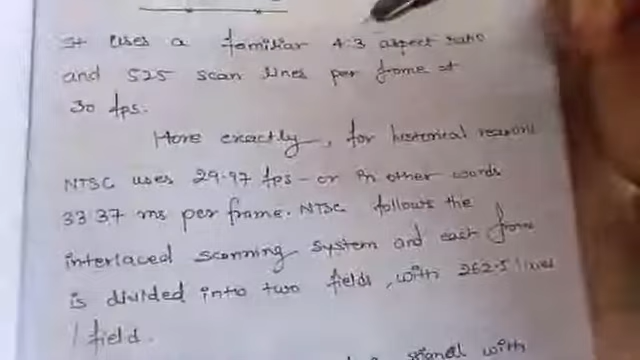 It uses a familiar 4:3 aspect ratio
and 525 scan lines per frame at
30 fps.
More exactly, for historical reasons
NTSC uses 29.97 fps - or in other words
33.37 ms per frame. NTSC follows the
interlaced scanning system and each frame
is divided into two fields, with 262.5 lines
/ field.
signal with